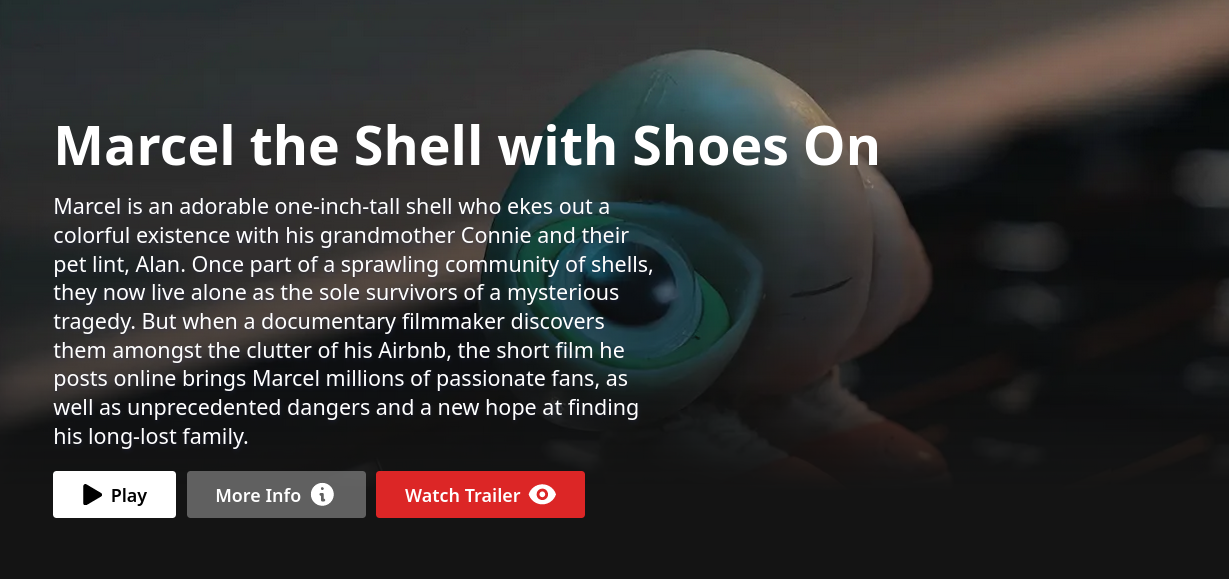 Marcel the Shell with Shoes On
Marcel is an adorable one-inch-tall shell who ekes out a
colorful existence with his grandmother Connie and their
pet lint, Alan. Once part of a sprawling community of shells,
they now live alone as the sole survivors of a mysterious
tragedy. But when a documentary filmmaker discovers
them amongst the clutter of his Airbnb, the short film he
posts online brings Marcel millions of passionate fans, as
well as unprecedented dangers and a new hope at finding
his long-lost family.
Play
More Info
Watch Trailer